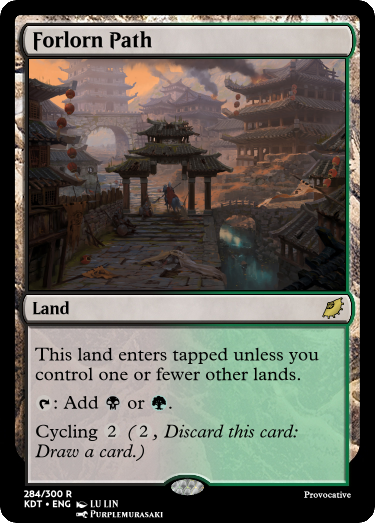 Forlorn Path
Land
This land enters tapped unless you
control one or fewer other lands.
: Add or .
Cycling 2 (2, Discard this card:
Draw a card.)
284/300 R
KDT • ENG LU LIN
PURPLEMURASAKI
Provocative